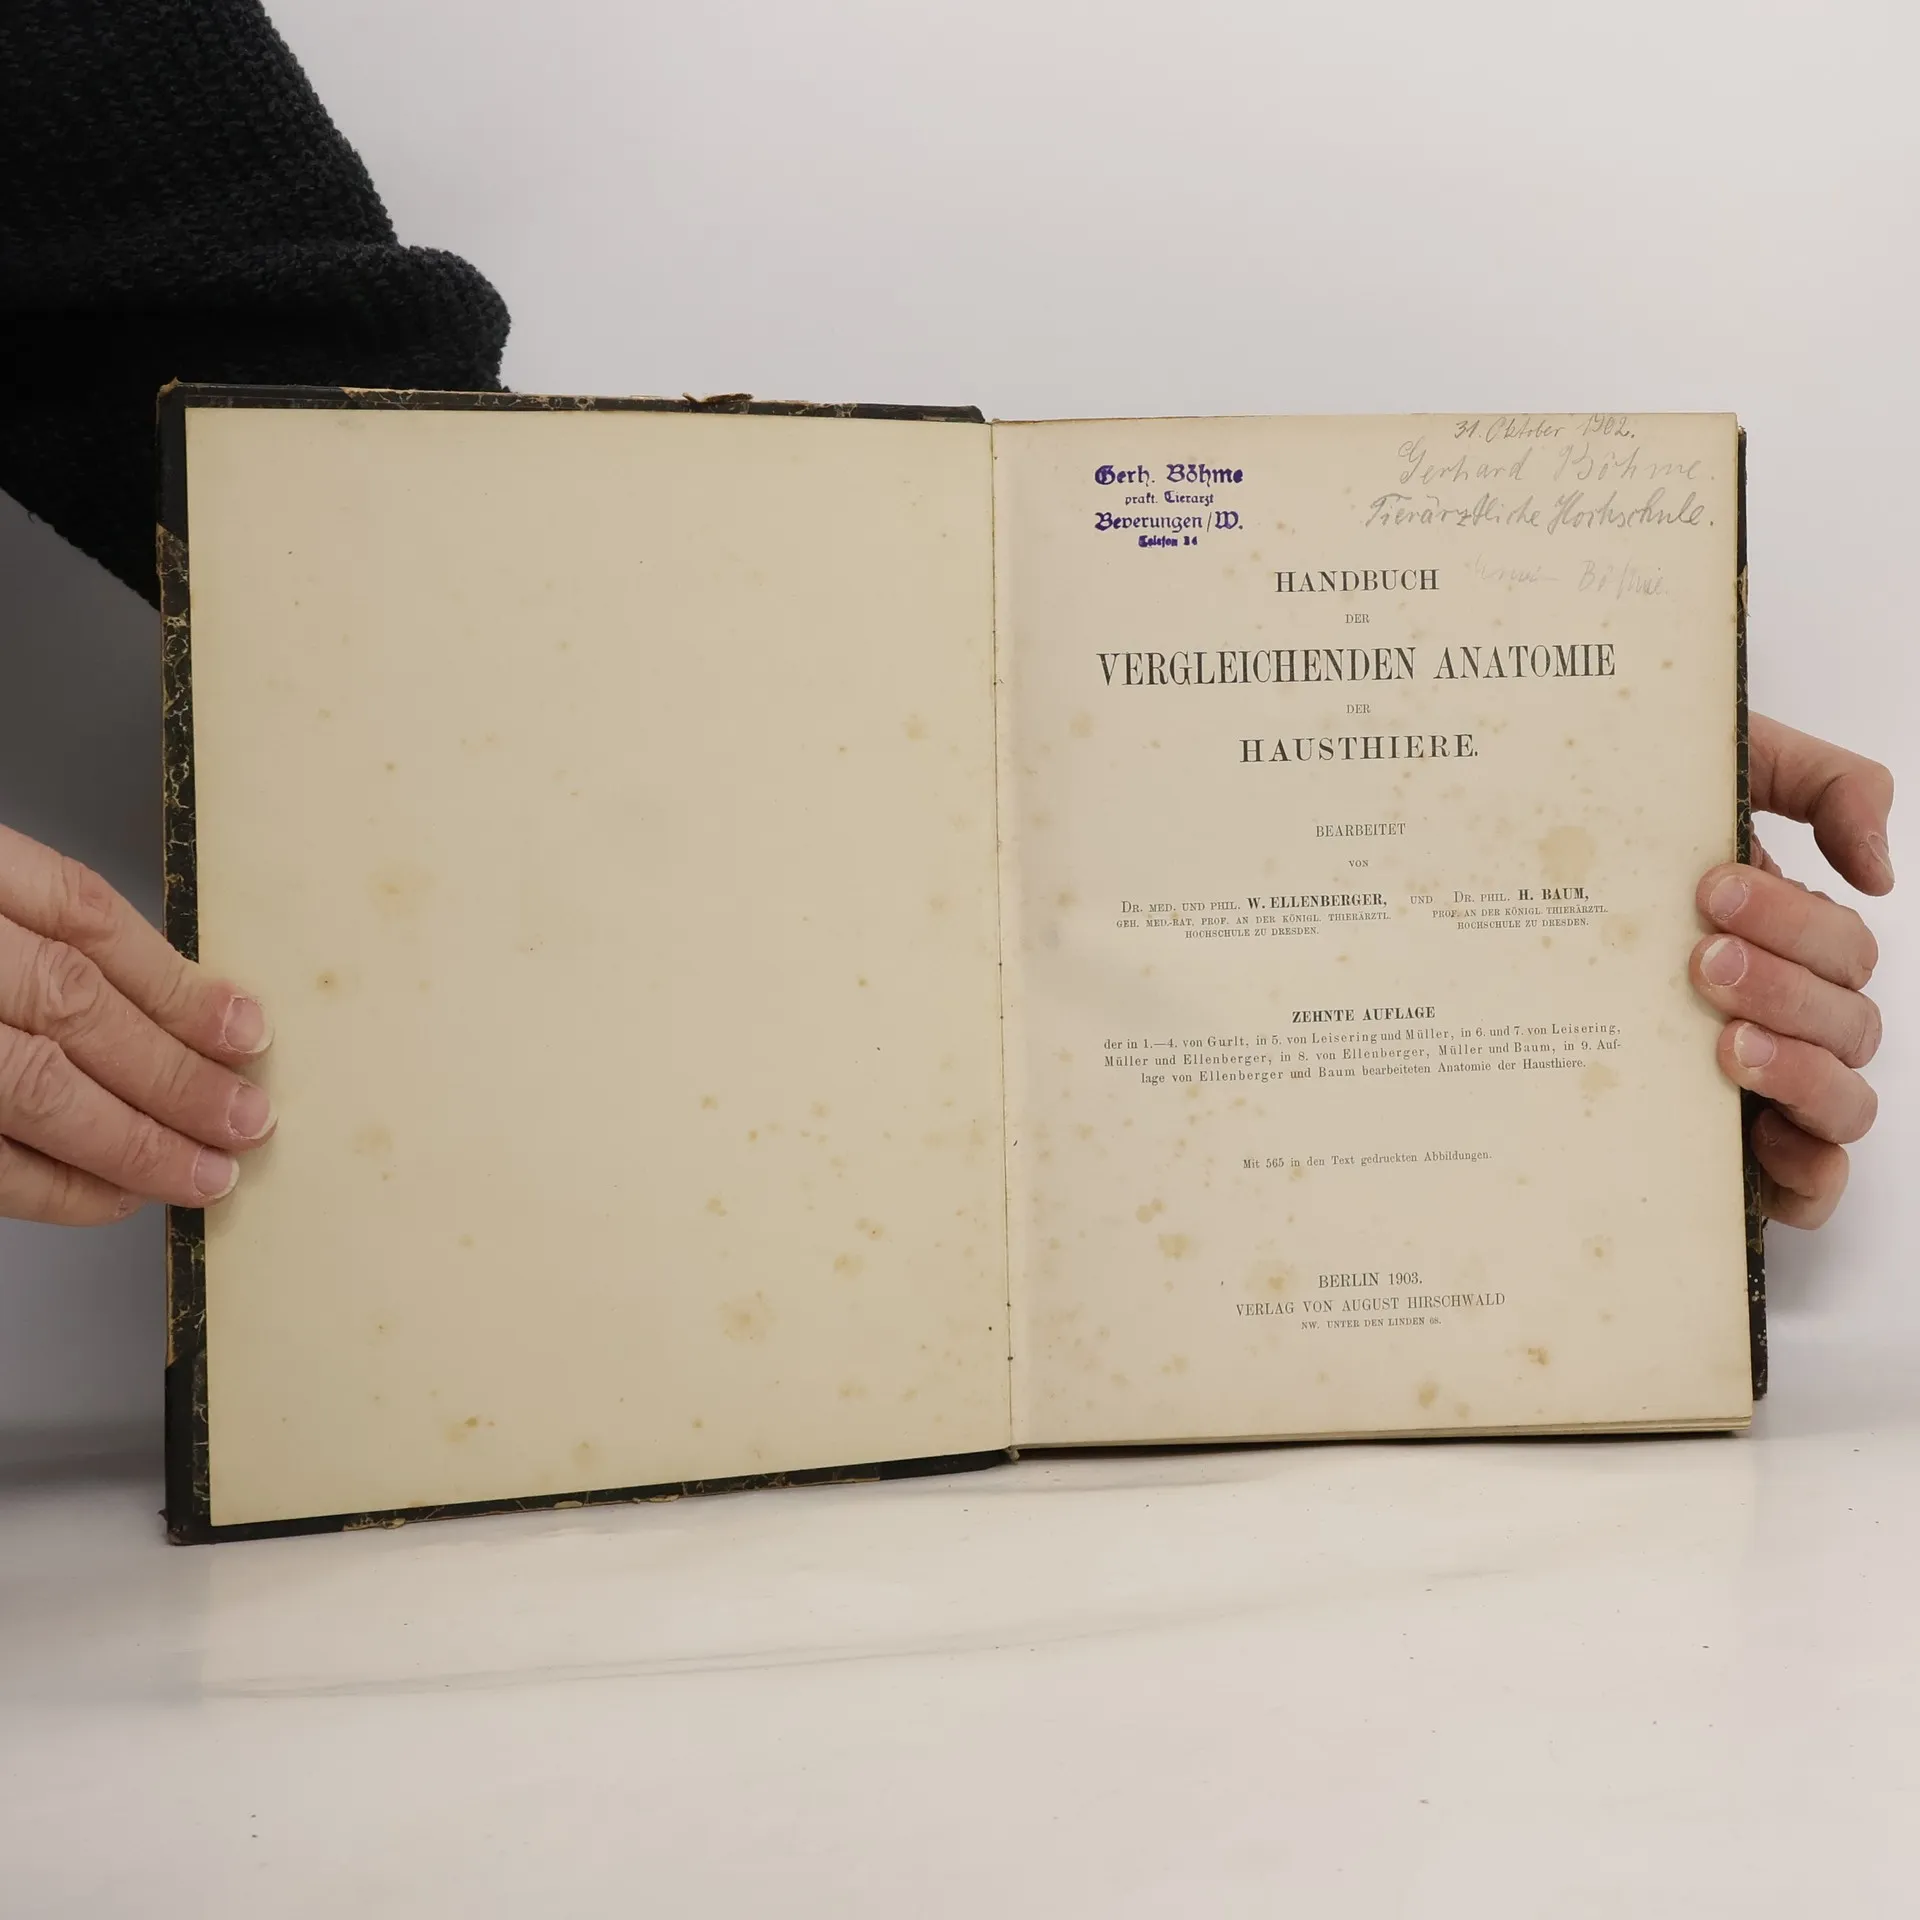 31. Oktober 1902.
Gerhard Böhme.
Tierärztliche Hochschule.
Gerh. Böhme
prakt. Tierarzt
Beverungen/W.
Telefon 34
Böhme.
HANDBUCH
DER
VERGLEICHENDEN ANATOMIE
DER
HAUSTHIERE.
BEARBEITET
VON
DR. MED. UND PHIL. W. ELLENBERGER, UND DR. PHIL. H. BAUM,
GEH. MED.-RAT, PROF. AN DER KÖNIGL. THIERÄRZTL. PROF. AN DER KÖNIGL. THIERÄRZTL.
HOCHSCHULE ZU DRESDEN. HOCHSCHULE ZU DRESDEN.
ZEHNTE AUFLAGE
der in 1.—4. von Gurlt, in 5. von Leisering und Müller, in 6. und 7. von Leisering,
Müller und Ellenberger, in 8. von Ellenberger, Müller und Baum, in 9. Auf-
lage von Ellenberger und Baum bearbeiteten Anatomie der Hausthiere.
Mit 565 in den Text gedruckten Abbildungen.
BERLIN 1903.
VERLAG VON AUGUST HIRSCHWALD
NW. UNTER DEN LINDEN 68.